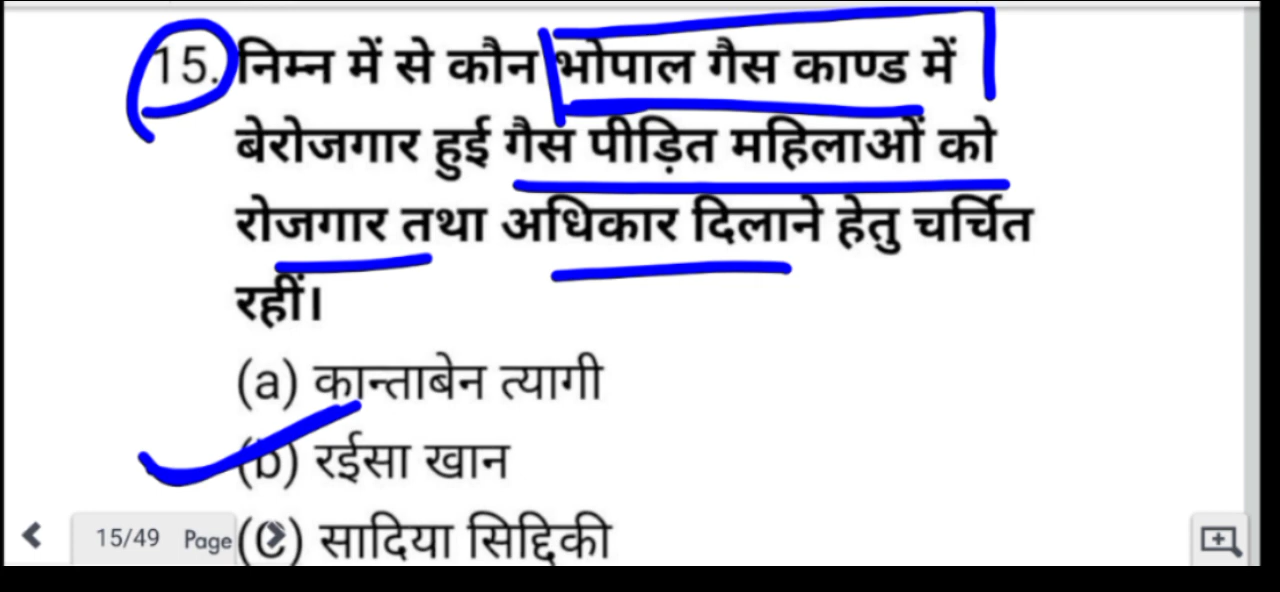 15. निम्न में से कौन भोपाल गैस काण्ड में
बेरोजगार हुई गैस पीड़ित महिलाओं को
रोजगार तथा अधिकार दिलाने हेतु चर्चित
रहीं।
(a) कान्ताबेन त्यागी
(b) रईसा खान
(c) सादिया सिद्दिकी
15/49 Page